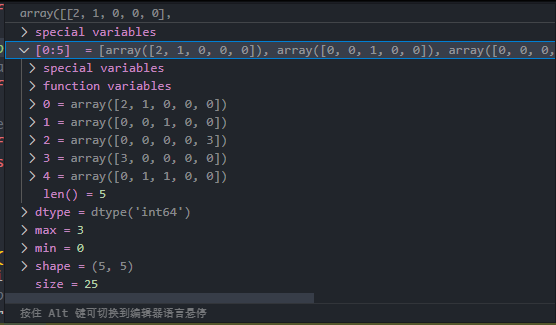 array([[2, 1, 0, 0, 0],
> special variables
[0:5] = [array([2, 1, 0, 0, 0]), array([0, 0, 1, 0, 0]), array([0, 0, 0,
> special variables
> function variables
> 0 = array([2, 1, 0, 0, 0])
> 1 = array([0, 0, 1, 0, 0])
> 2 = array([0, 0, 0, 0, 3])
> 3 = array([3, 0, 0, 0, 0])
> 4 = array([0, 1, 1, 0, 0])
len() = 5
> dtype = dtype('int64')
> max = 3
> min = 0
> shape = (5, 5)
size = 25
按住 Alt 键可切换到编辑器语言悬停